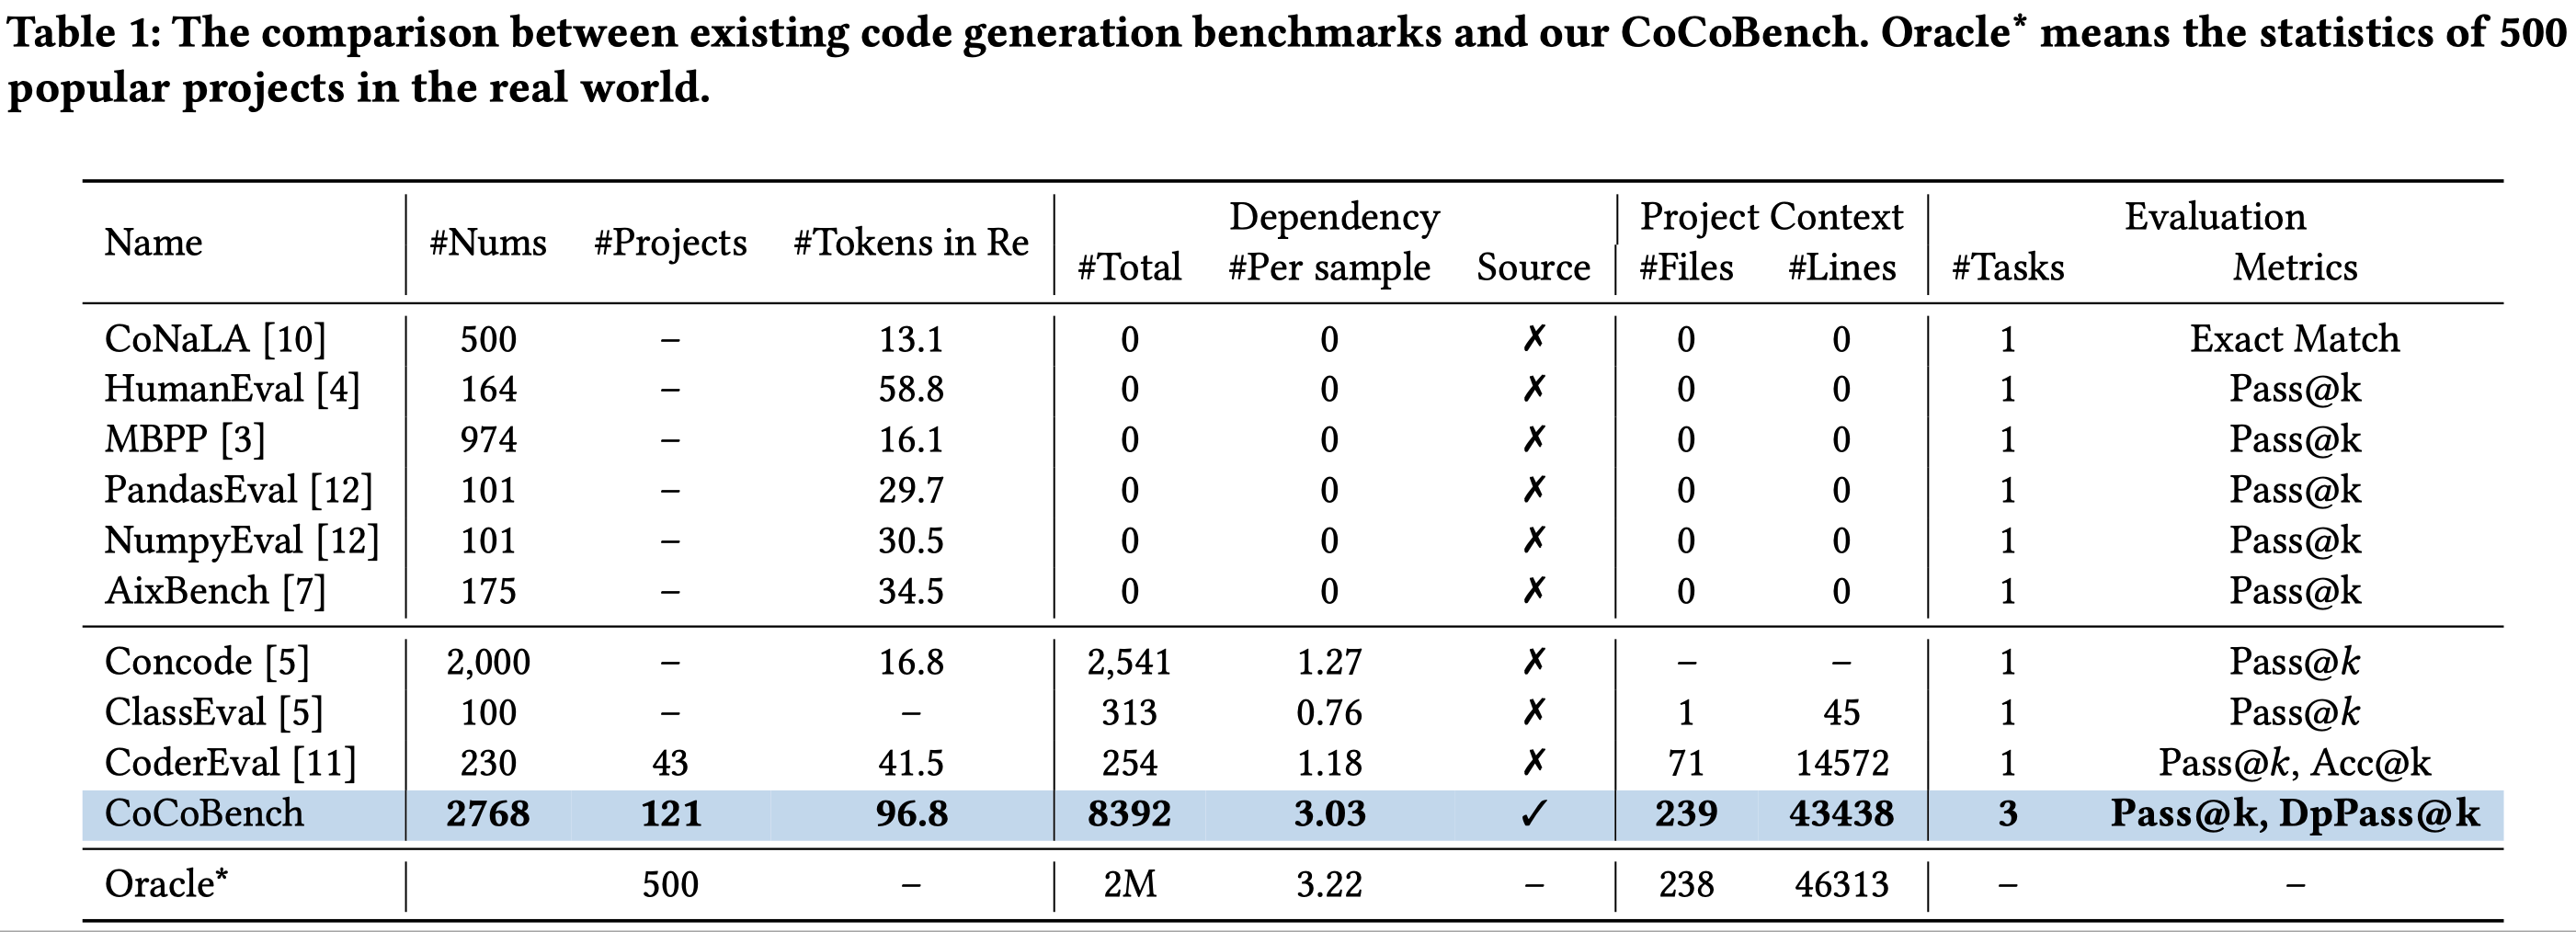 Table 1: The comparison between existing code generation benchmarks and our CoCoBench. Oracle* means the statistics of 500
popular projects in the real world.
Name #Nums #Projects #Tokens in Re Dependency Project Context Evaluation
#Total #Per sample Source #Files #Lines #Tasks Metrics
CoNaLA [10] 500 – 13.1 0 0 ✗ 0 0 1 Exact Match
HumanEval [4] 164 – 58.8 0 0 ✗ 0 0 1 Pass@k
MBPP [3] 974 – 16.1 0 0 ✗ 0 0 1 Pass@k
PandasEval [12] 101 – 29.7 0 0 ✗ 0 0 1 Pass@k
NumpyEval [12] 101 – 30.5 0 0 ✗ 0 0 1 Pass@k
AixBench [7] 175 – 34.5 0 0 ✗ 0 0 1 Pass@k
Concode [5] 2,000 – 16.8 2,541 1.27 ✗ – – 1 Pass@k
ClassEval [5] 100 – – 313 0.76 ✗ 1 45 1 Pass@k
CoderEval [11] 230 43 41.5 254 1.18 ✗ 71 14572 1 Pass@k, Acc@k
CoCoBench 2768 121 96.8 8392 3.03 ✓ 239 43438 3 Pass@k, DpPass@k
Oracle* 500 – 2M 3.22 – 238 46313 – –